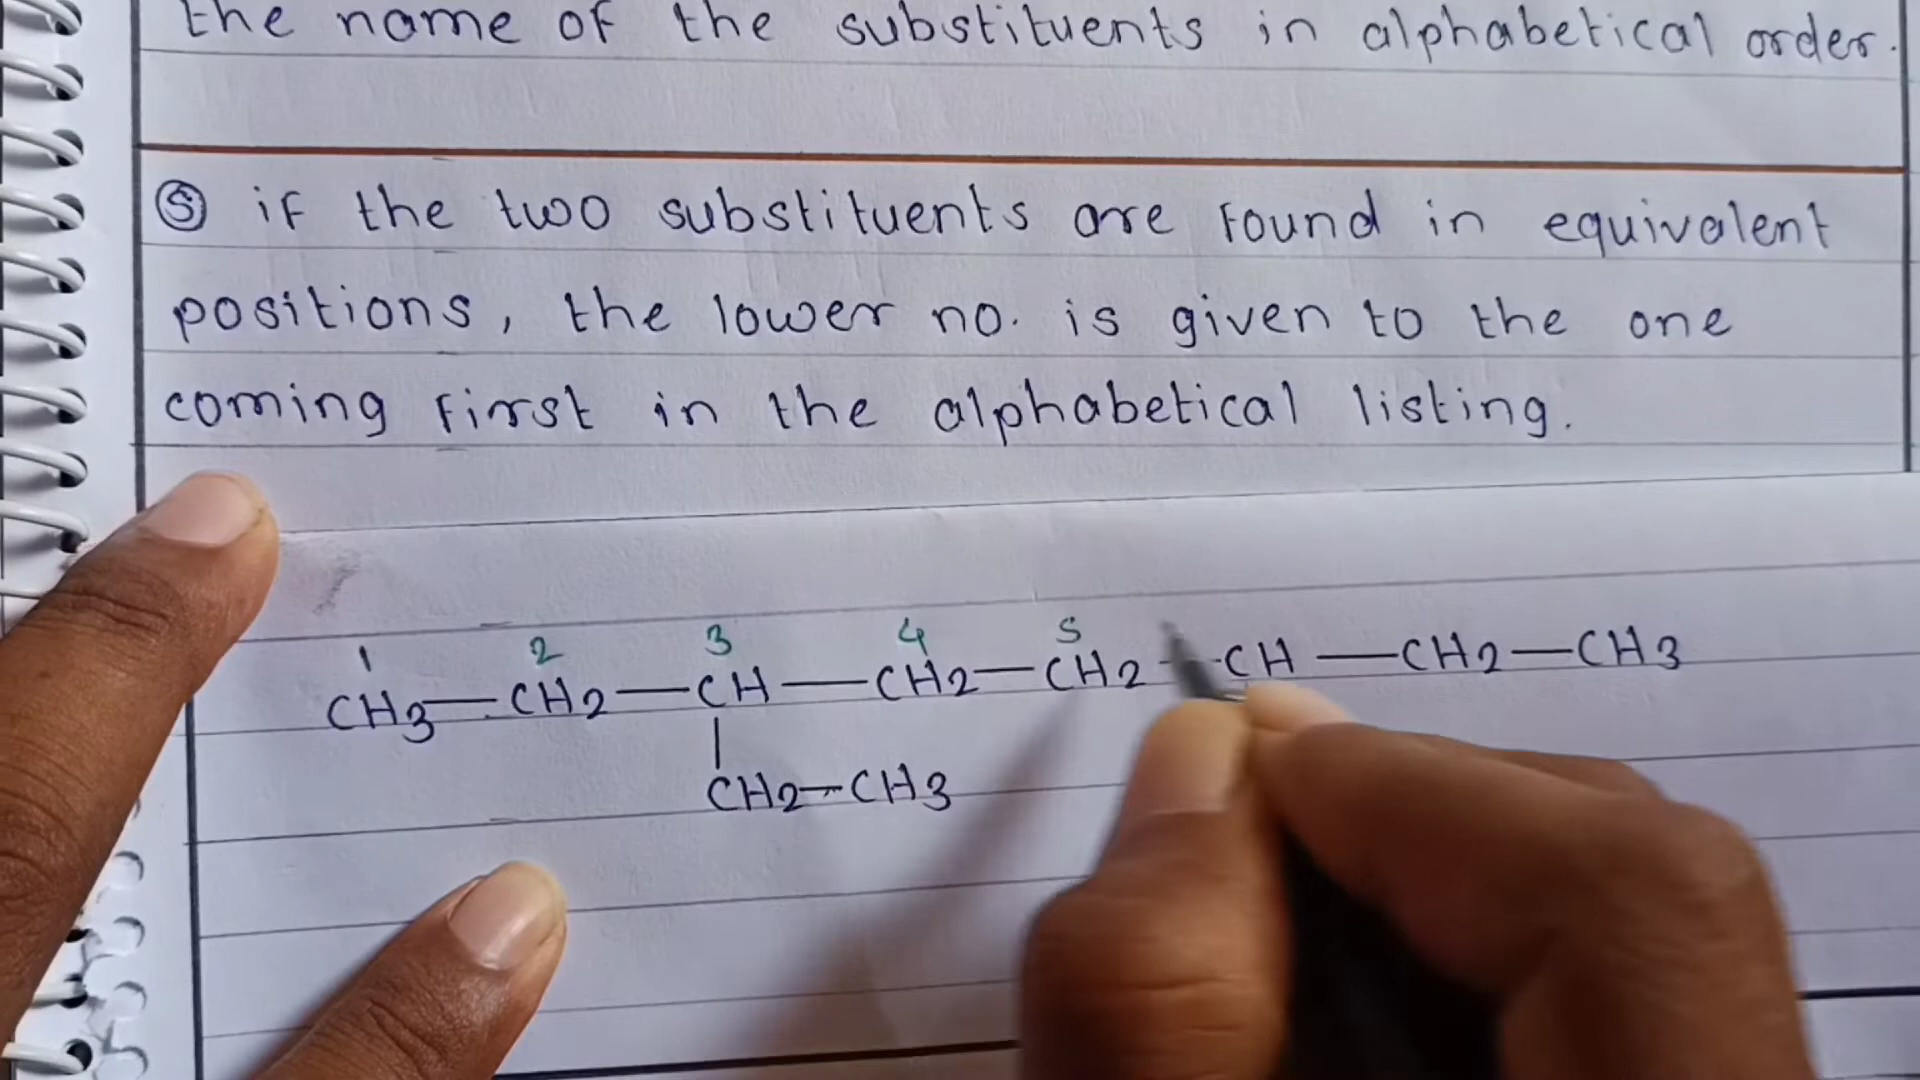 the name of the substituents in alphabetical order.
⑤ if the two substituents are found in equivalent
positions, the lower no. is given to the one
coming first in the alphabetical listing.
1 2 3 4 5
CH3—CH2—CH—CH2—CH2—CH—CH2—CH3
|
CH2—CH3